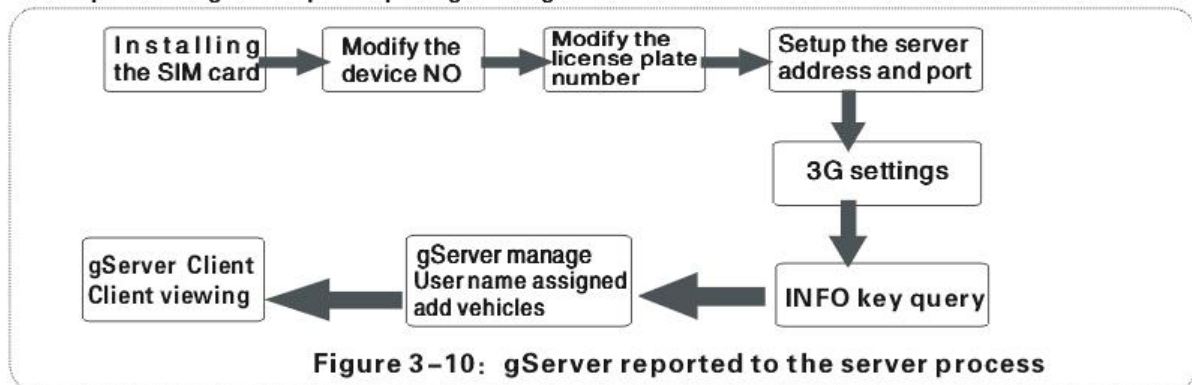 Installing
the SIM card
Modify the
device NO
Modify the
license plate
number
Setup the server
address and port
3G settings
INFO key query
gServer manage
User name assigned
add vehicles
gServer Client
Client viewing
Figure 3-10: gServer reported to the server process